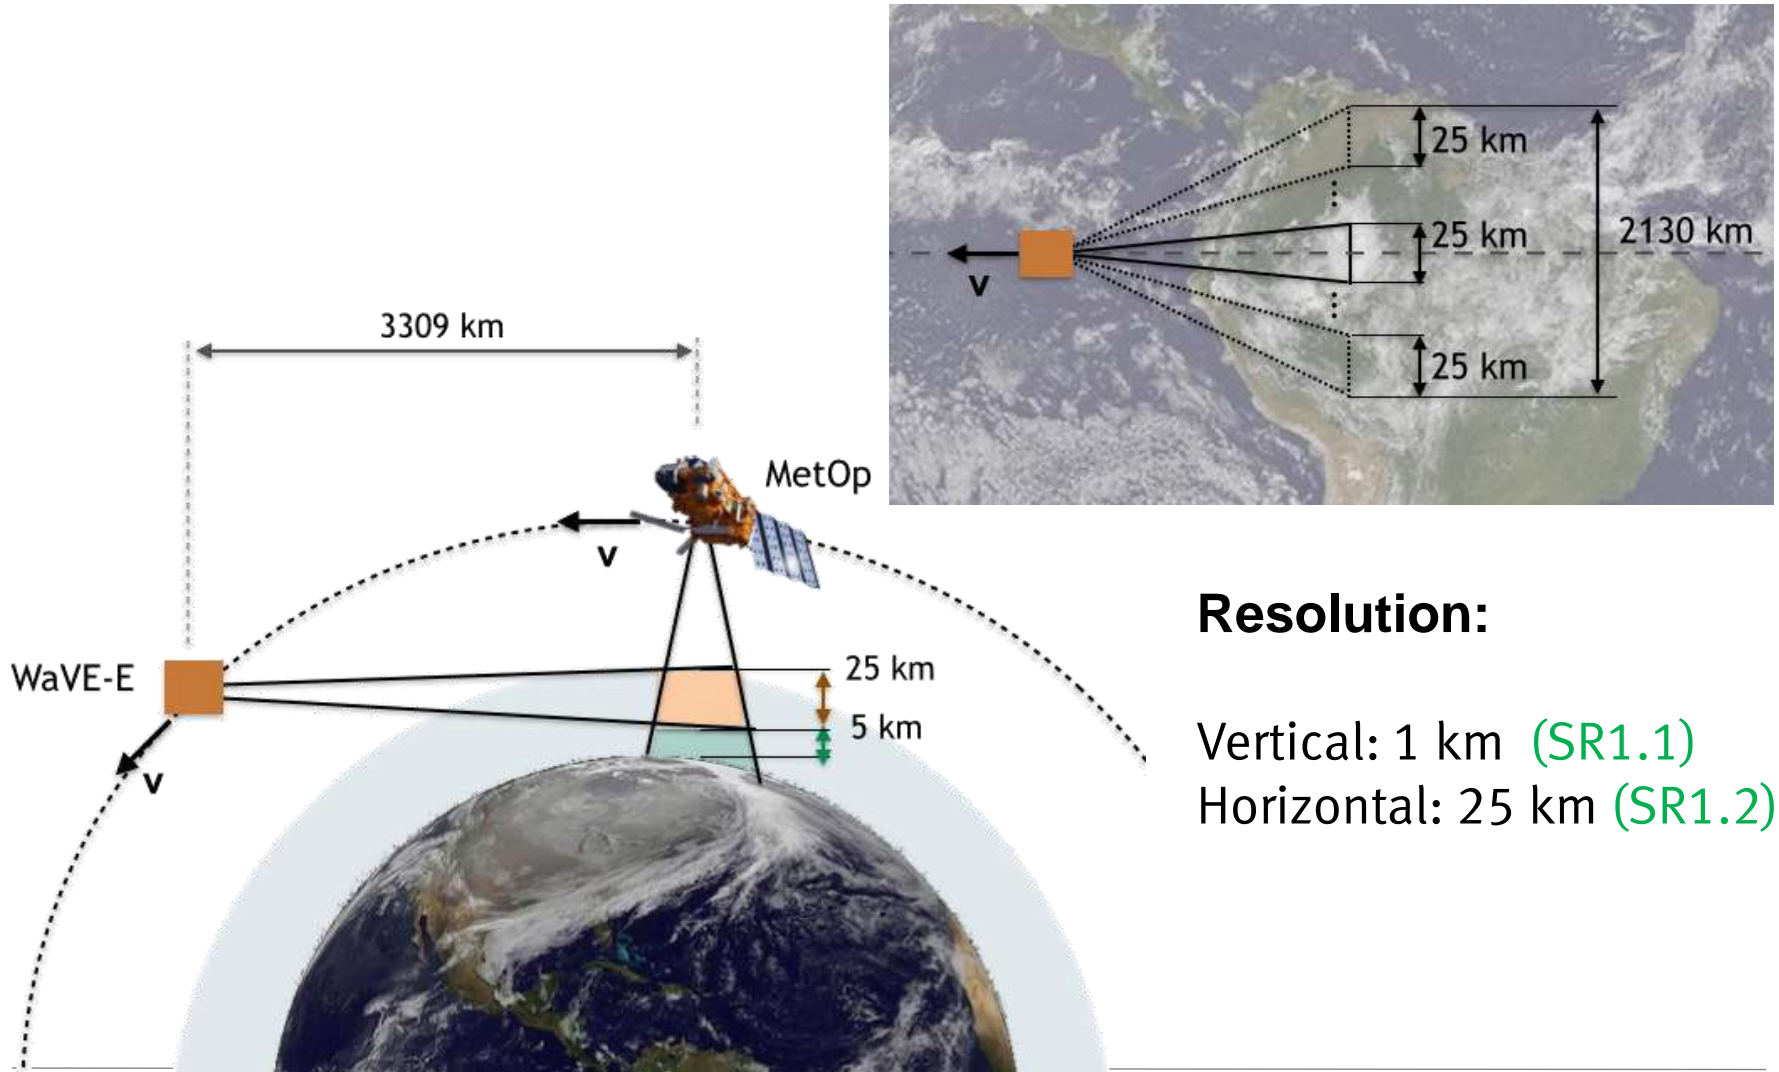 25 km
25 km
2130 km
v
25 km
3309 km
MetOp
v
WaVE-E
25 km
5 km
v
Resolution:
Vertical: 1 km (SR1.1)
Horizontal: 25 km (SR1.2)